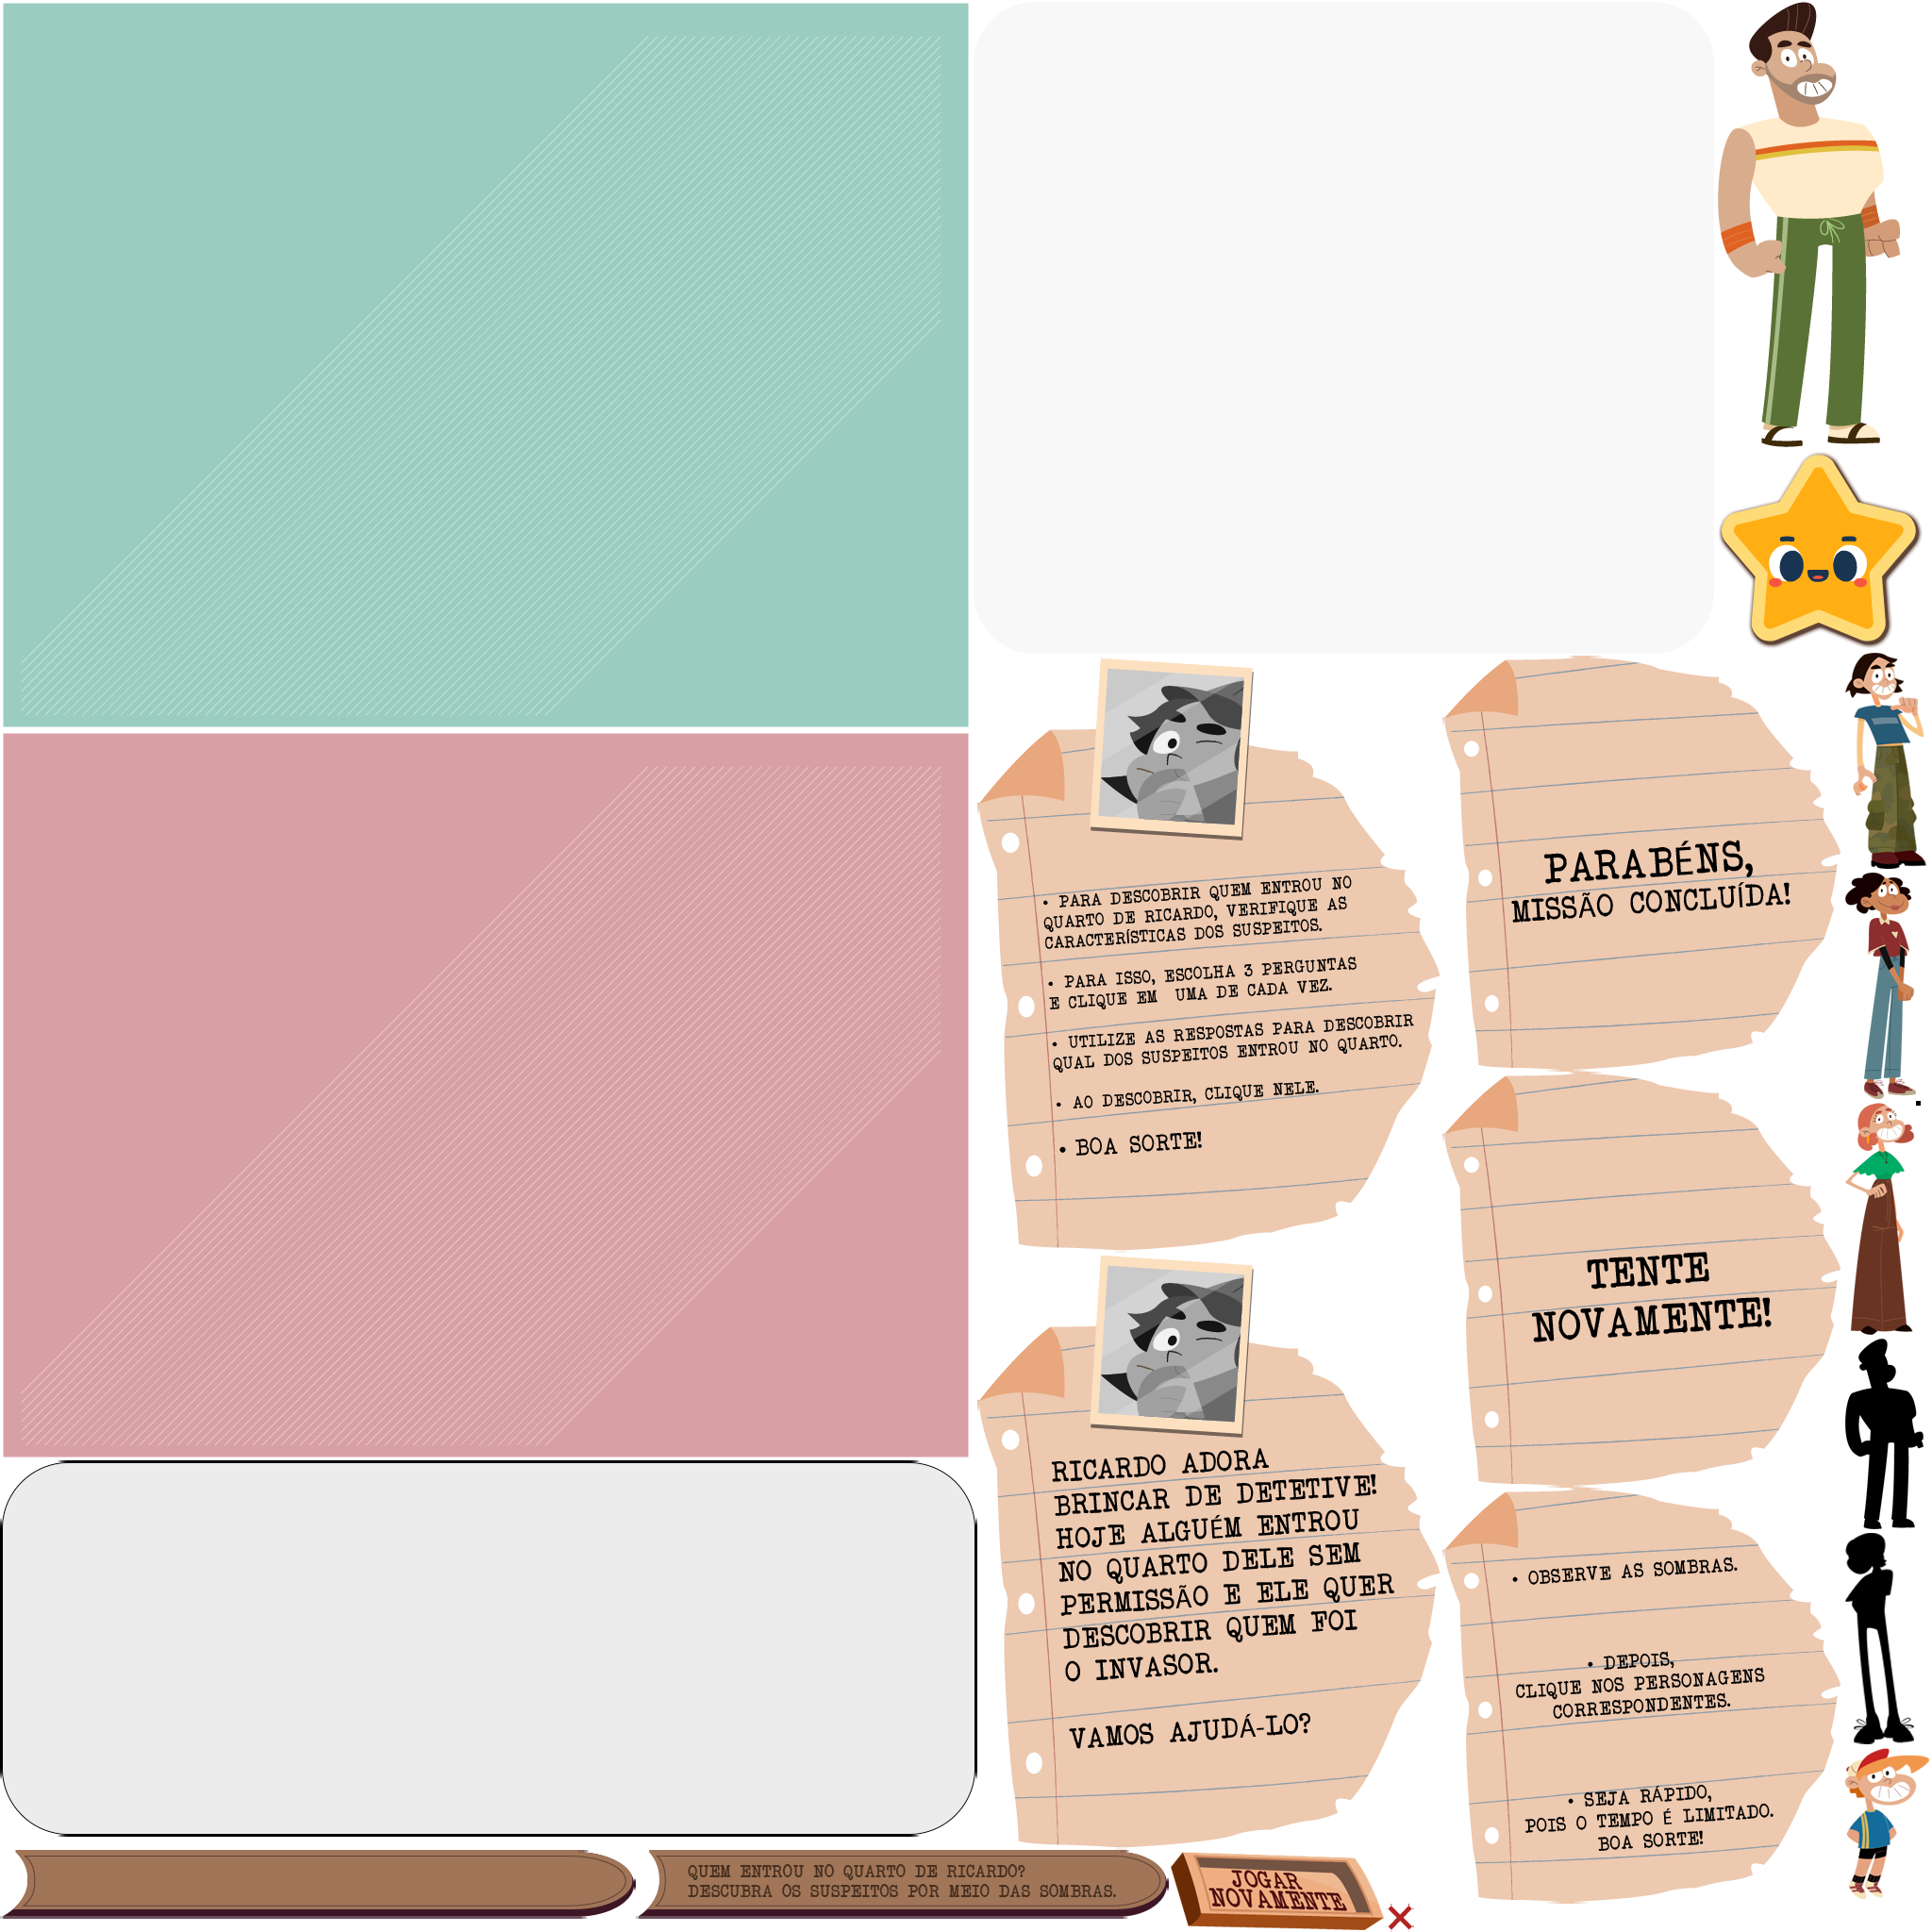 • PARA DESCOBRIR QUEM ENTROU NO
QUARTO DE RICARDO, VERIFIQUE AS
CARACTERÍSTICAS DOS SUSPEITOS.
• PARA ISSO, ESCOLHA 3 PERGUNTAS
E CLIQUE EM UMA DE CADA VEZ.
• UTILIZE AS RESPOSTAS PARA DESCOBRIR
QUAL DOS SUSPEITOS ENTROU NO QUARTO.
• AO DESCOBRIR, CLIQUE NELE.
• BOA SORTE!
PARABÉNS,
MISSÃO CONCLUÍDA!
TENTE
NOVAMENTE!
RICARDO ADORA
BRINCAR DE DETETIVE!
HOJE ALGUÉM ENTROU
NO QUARTO DELE SEM
PERMISSÃO E ELE QUER
DESCOBRIR QUEM FOI
O INVASOR.
VAMOS AJUDÁ-LO?
• OBSERVE AS SOMBRAS.
• DEPOIS,
CLIQUE NOS PERSONAGENS
CORRESPONDENTES.
• SEJA RÁPIDO,
POIS O TEMPO É LIMITADO.
BOA SORTE!
QUEM ENTROU NO QUARTO DE RICARDO?
DESCUBRA OS SUSPEITOS POR MEIO DAS SOMBRAS.
JOGAR
NOVAMENTE